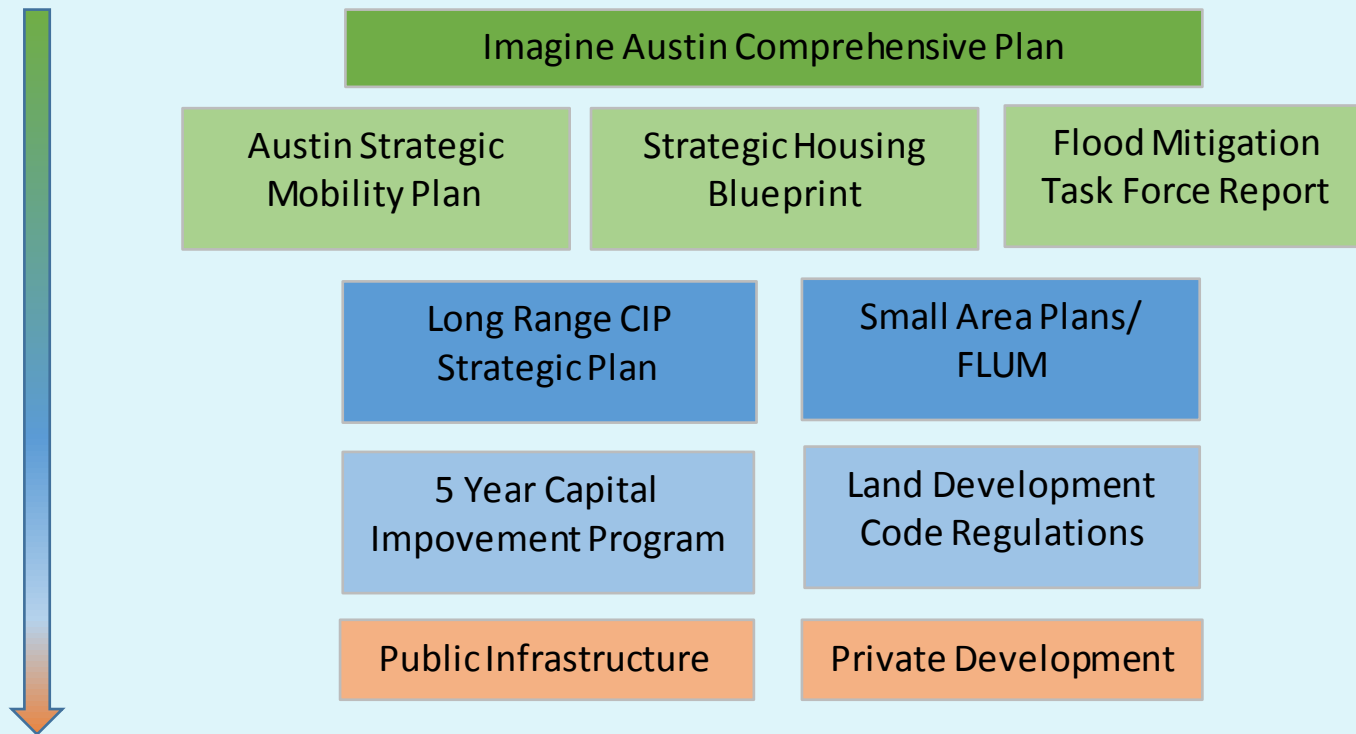 Imagine Austin Comprehensive Plan
Austin Strategic
Mobility Plan
Strategic Housing
Blueprint
Flood Mitigation
Task Force Report
Long Range CIP
Strategic Plan
Small Area Plans/
FLUM
5 Year Capital
Impovement Program
Land Development
Code Regulations
Public Infrastructure
Private Development